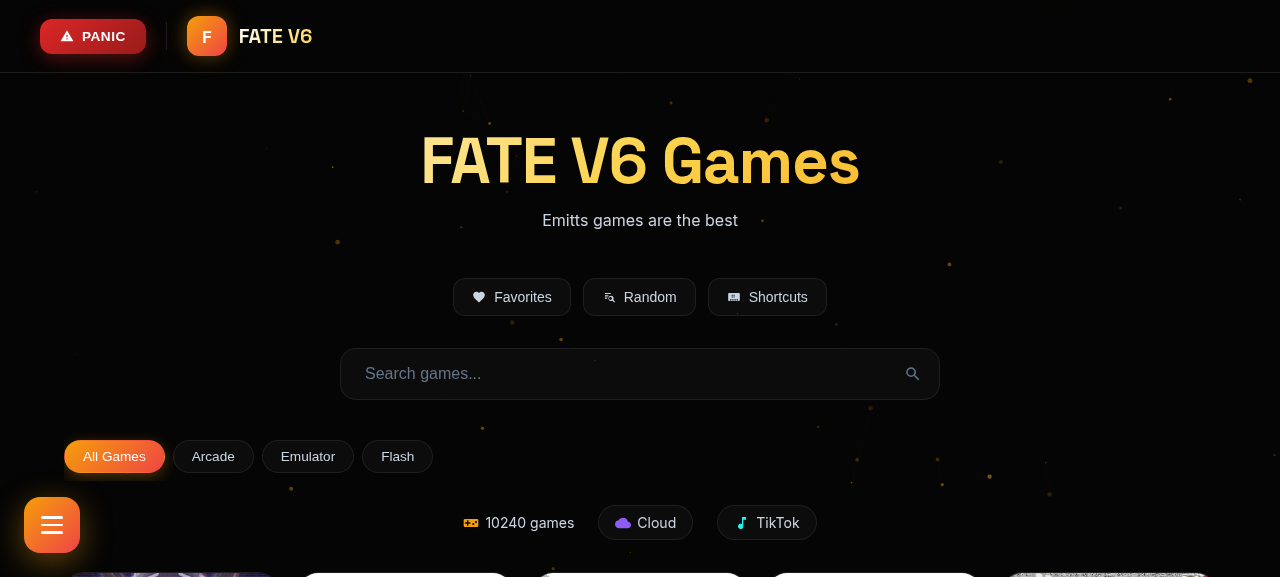 PANIC
F
FATE V6
FATE V6 Games
Emitts games are the best
Favorites
Random
Shortcuts
Search games...
All Games
Arcade
Emulator
Flash
10240 games
Cloud
TikTok